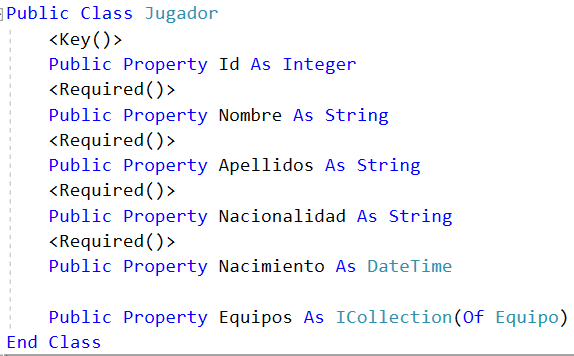 Public Class Jugador
    <Key()>
    Public Property Id As Integer
    <Required()>
    Public Property Nombre As String
    <Required()>
    Public Property Apellidos As String
    <Required()>
    Public Property Nacionalidad As String
    <Required()>
    Public Property Nacimiento As DateTime

    Public Property Equipos As ICollection(Of Equipo)
End Class